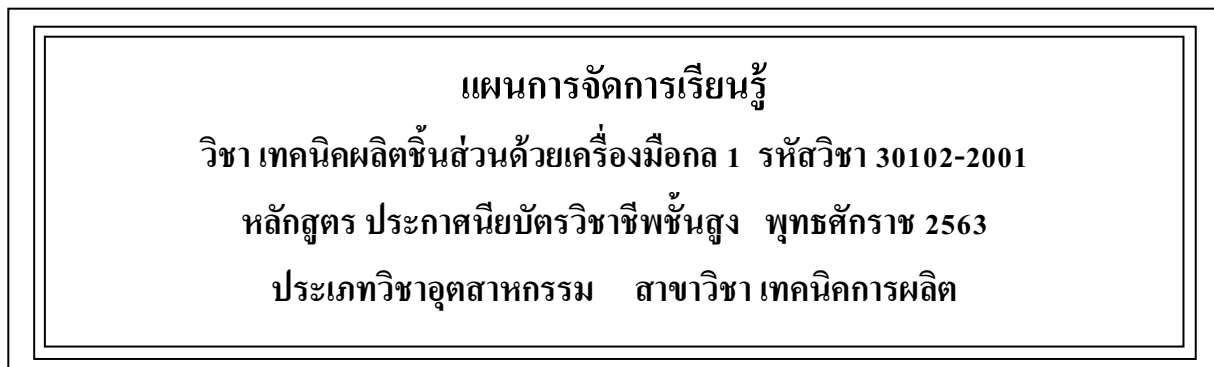 แผนการจัดการเรียนรู้
วิชา เทคนิคผลิตชิ้นส่วนด้วยเครื่องมือกล 1 รหัสวิชา 30102-2001
หลักสูตร ประกาศนียบัตรวิชาชีพชั้นสูง พุทธศักราช 2563
ประเภทวิชาอุตสาหกรรม สาขาวิชา เทคนิคการผลิต